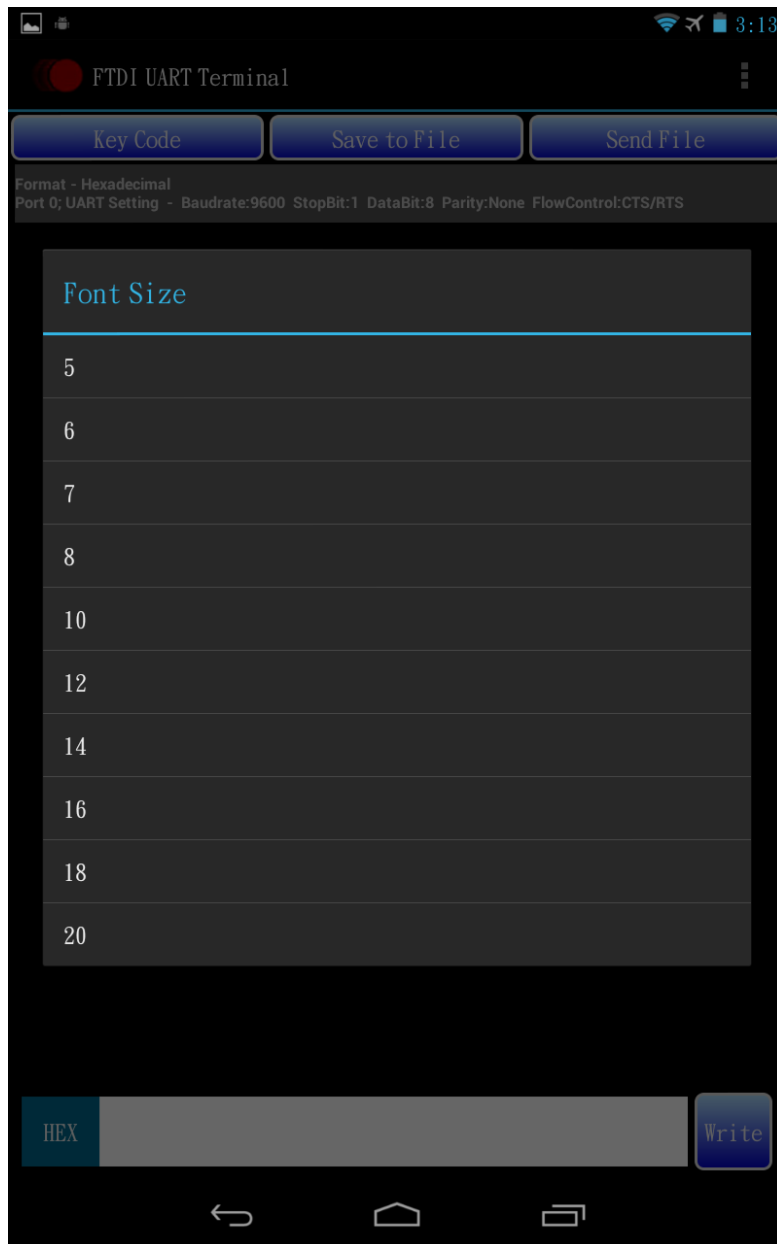 3:13
FTDI UART Terminal
Key Code
Save to File
Send File
Format - Hexadecimal
Port 0; UART Setting - Baudrate:9600 StopBit:1 DataBit:8 Parity:None FlowControl:CTS/RTS
Font Size
5
6
7
8
10
12
14
16
18
20
HEX
Write